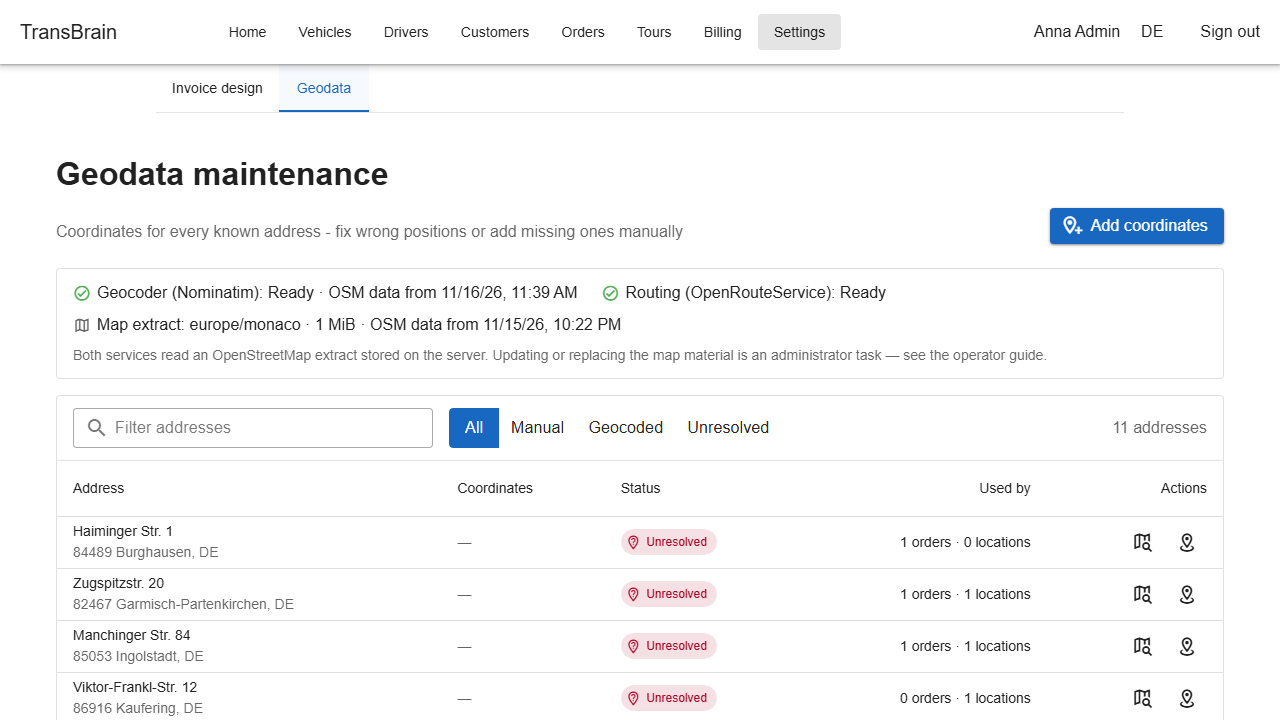 TransBrain Home Vehicles Drivers Customers Orders Tours Billing Settings Anna Admin DE Sign out
Invoice design Geodata
Geodata maintenance
Coordinates for every known address - fix wrong positions or add missing ones manually
Add coordinates
Geocoder (Nominatim): Ready · OSM data from 11/16/26, 11:39 AM Routing (OpenRouteService): Ready
Map extract: europe/monaco · 1 MiB · OSM data from 11/15/26, 10:22 PM
Both services read an OpenStreetMap extract stored on the server. Updating or replacing the map material is an administrator task — see the operator guide.
Filter addresses All Manual Geocoded Unresolved 11 addresses
Address Coordinates Status Used by Actions
Haiminger Str. 1
84489 Burghausen, DE — Unresolved 1 orders · 0 locations
Zugspitzstr. 20
82467 Garmisch-Partenkirchen, DE — Unresolved 1 orders · 1 locations
Manchinger Str. 84
85053 Ingolstadt, DE — Unresolved 1 orders · 1 locations
Viktor-Frankl-Str. 12
86916 Kaufering, DE — Unresolved 0 orders · 1 locations